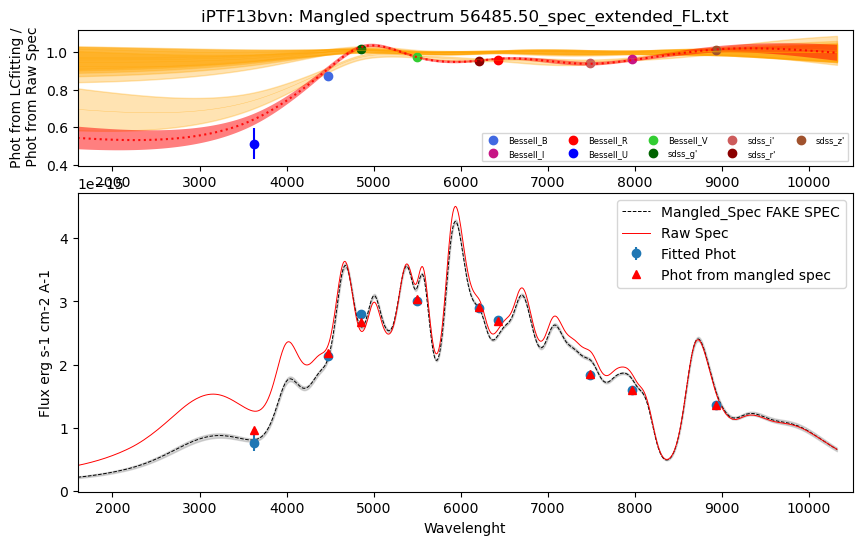 iPTF13bvn: Mangled spectrum 56485.50_spec_extended_FL.txt
Phot from LCfitting /
Phot from Raw Spec
1.0
0.8
0.6
0.4
Bessell_B Bessell_R Bessell_V sdss_i' sdss_z'
Bessell_I Bessell_U sdss_g' sdss_r'
2000 3000 4000 5000 6000 7000 8000 9000 10000
1e−15
Mangled_Spec FAKE SPEC
Raw Spec
Fitted Phot
Phot from mangled spec
Flux erg s-1 cm-2 A-1
4
3
2
1
0
2000 3000 4000 5000 6000 7000 8000 9000 10000
Wavelenght